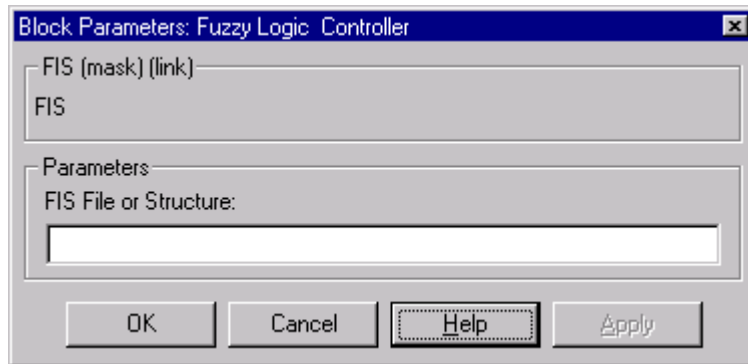 Block Parameters: Fuzzy Logic  Controller
FIS (mask) (link)
FIS
Parameters
FIS File or Structure:
OK Cancel Help Apply